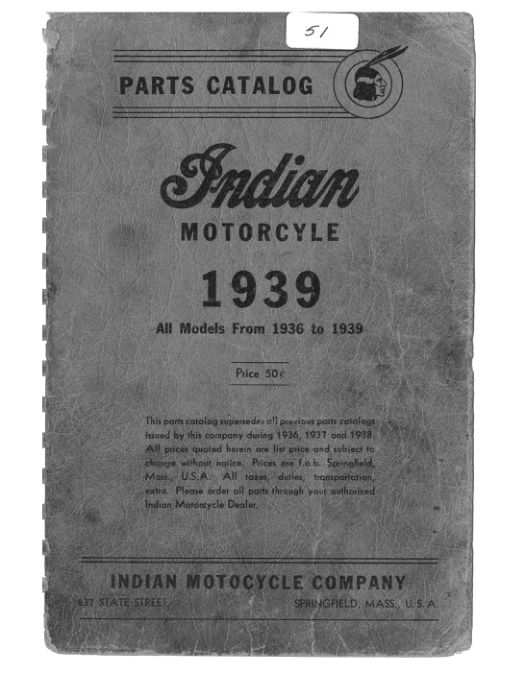 51
PARTS CATALOG
Indian
MOTORCYLE
1939
All Models From 1936 to 1939
Price 50¢
This parts catalog supersedes all previous parts catalogs
issued by this company during 1936, 1937 and 1938.
All prices quoted herein are list price and subject to
change without notice. Prices are f.o.b. Springfield,
Mass., U.S.A. All taxes, duties, transportation,
extra. Please order all parts through your authorized
Indian Motorcycle Dealer.
INDIAN MOTOCYCLE COMPANY
837 STATE STREET SPRINGFIELD, MASS., U.S.A.